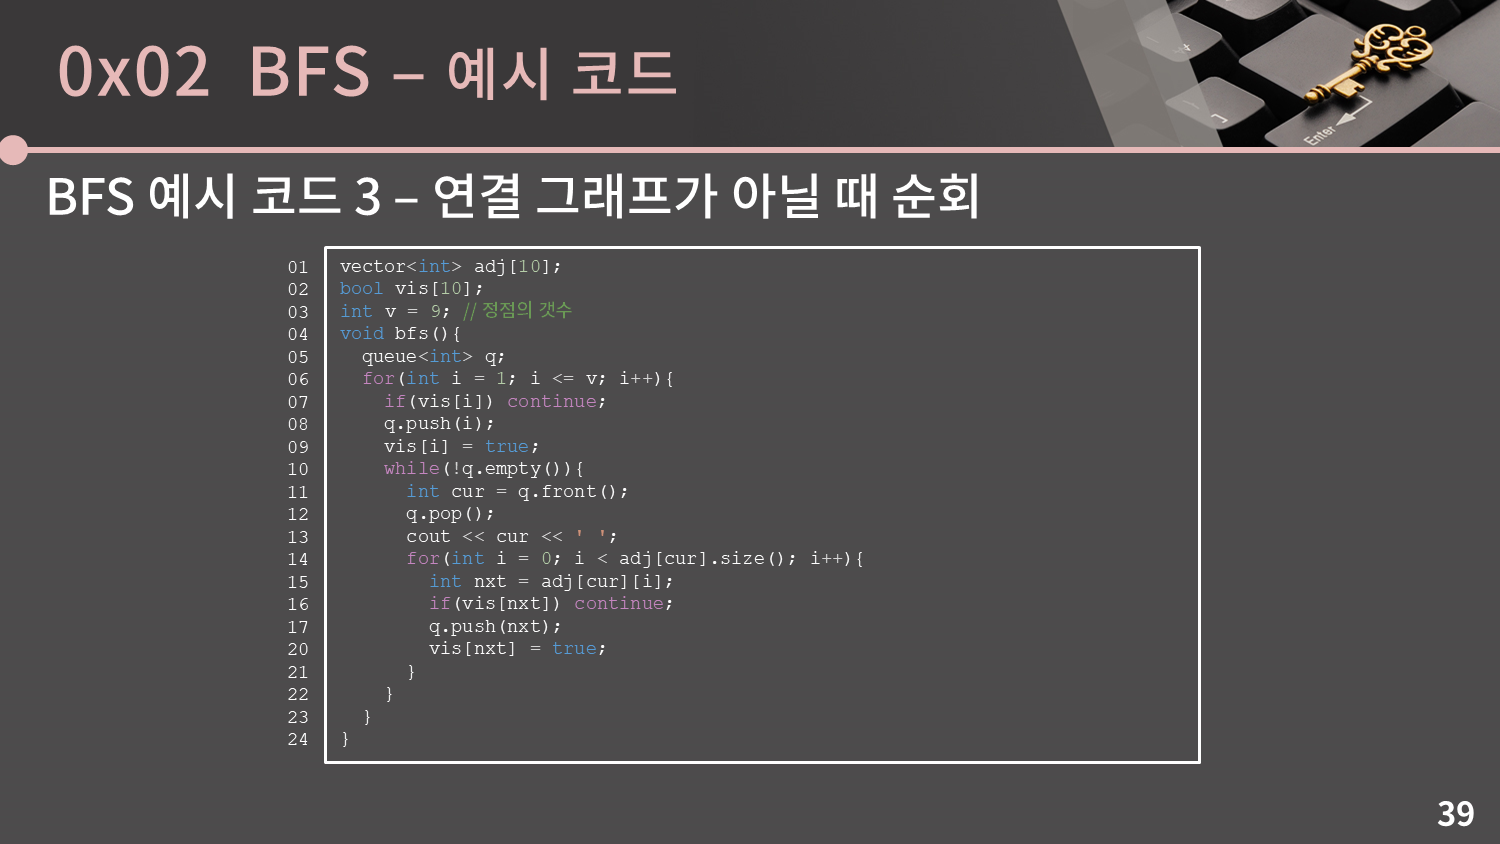 0x02 BFS – 예시 코드
Enter
BFS 예시 코드 3 – 연결 그래프가 아닐 때 순회
01 vector<int> adj[10];
02 bool vis[10];
03 int v = 9; // 정점의 갯수
04 void bfs(){
05   queue<int> q;
06   for(int i = 1; i <= v; i++){
07     if(vis[i]) continue;
08     q.push(i);
09     vis[i] = true;
10     while(!q.empty()){
11       int cur = q.front();
12       q.pop();
13       cout << cur << ' ';
14       for(int i = 0; i < adj[cur].size(); i++){
15         int nxt = adj[cur][i];
16         if(vis[nxt]) continue;
17         q.push(nxt);
20         vis[nxt] = true;
21       }
22     }
23   }
24 }
39